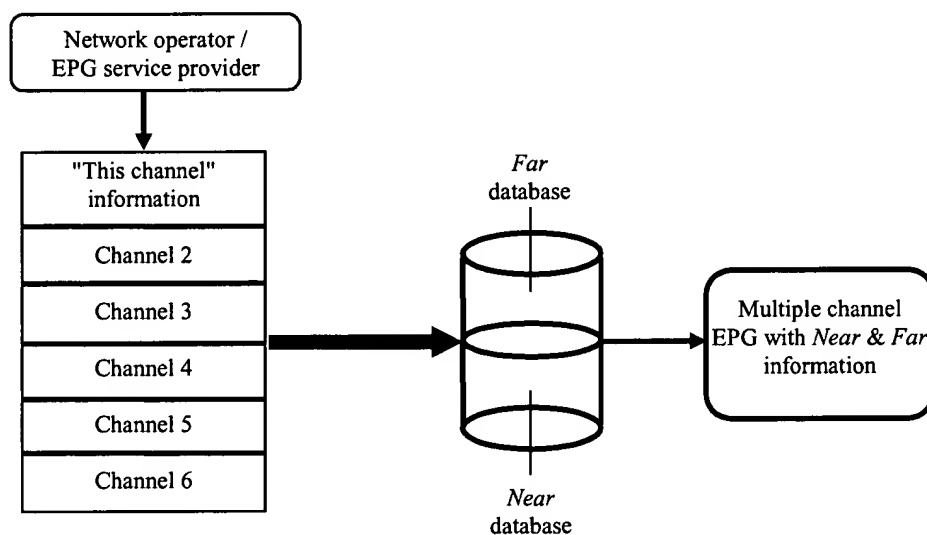 Network operator /
EPG service provider
"This channel"
information
Channel 2
Channel 3
Channel 4
Channel 5
Channel 6
Far
database
Near
database
Multiple channel
EPG with Near & Far
information